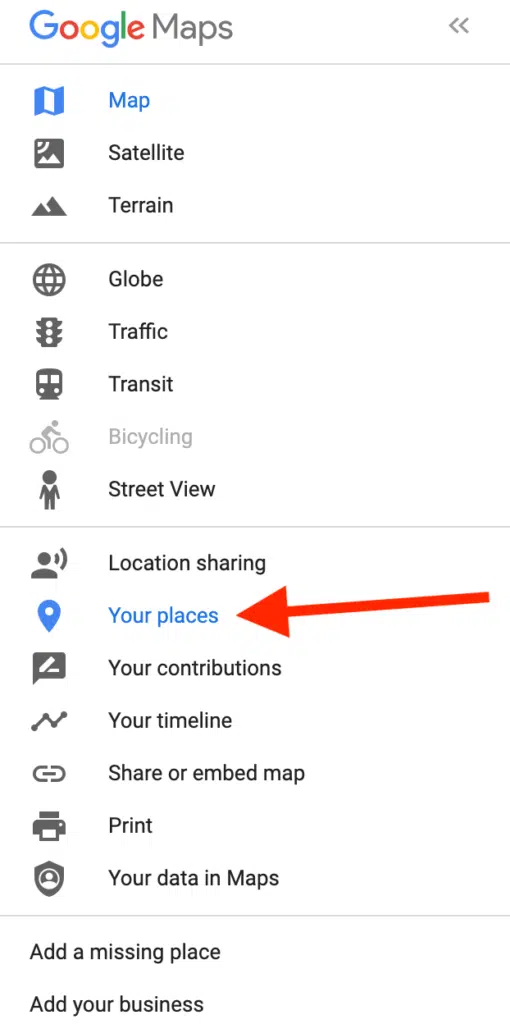 Google Maps
Map
Satellite
Terrain
Globe
Traffic
Transit
Bicycling
Street View
Location sharing
Your places
Your contributions
Your timeline
Share or embed map
Print
Your data in Maps
Add a missing place
Add your business